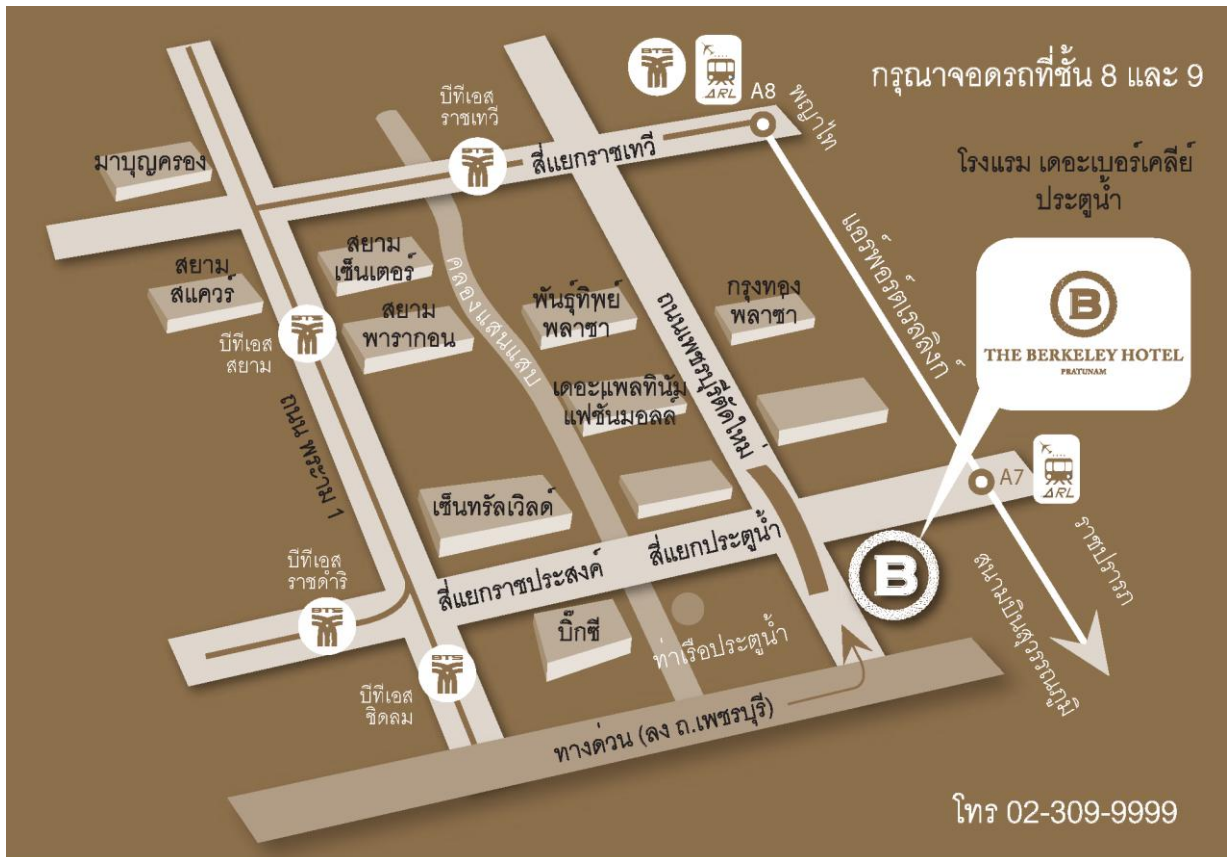 กรุณาจอดรถที่ชั้น 8 และ 9
BTS
ARL
A8
พญาไท
บีทีเอส
ราชเทวี
BTS
สี่แยกราชเทวี
มาบุญครอง
โรงแรม เดอะเบอร์เคลีย์
ประตูน้ำ
B
THE BERKELEY HOTEL
PRATUNAM
แอร์พอร์ตเรลลิงก์
สยาม
เซ็นเตอร์
สยาม
สแควร์
สยาม
พารากอน
คลองแสนแสบ
พันธุ์ทิพย์
พลาซา
กรุงทอง
พลาซ่า
BTS
บีทีเอส
สยาม
ถนนเพชรบุรีตัดใหม่
เดอะแพลทินัม
แฟชั่นมอลล์
ถนน พระราม 1
เซ็นทรัลเวิลด์
A7
ARL
ราชปรารภ
สี่แยกประตูน้ำ
สี่แยกราชประสงค์
B
บีทีเอส
ราชดำริ
BTS
บิ๊กซี
ท่าเรือประตูน้ำ
สนามบินสุวรรณภูมิ
BTS
บีทีเอส
ชิดลม
ทางด่วน (ลง ถ.เพชรบุรี)
โทร 02-309-9999